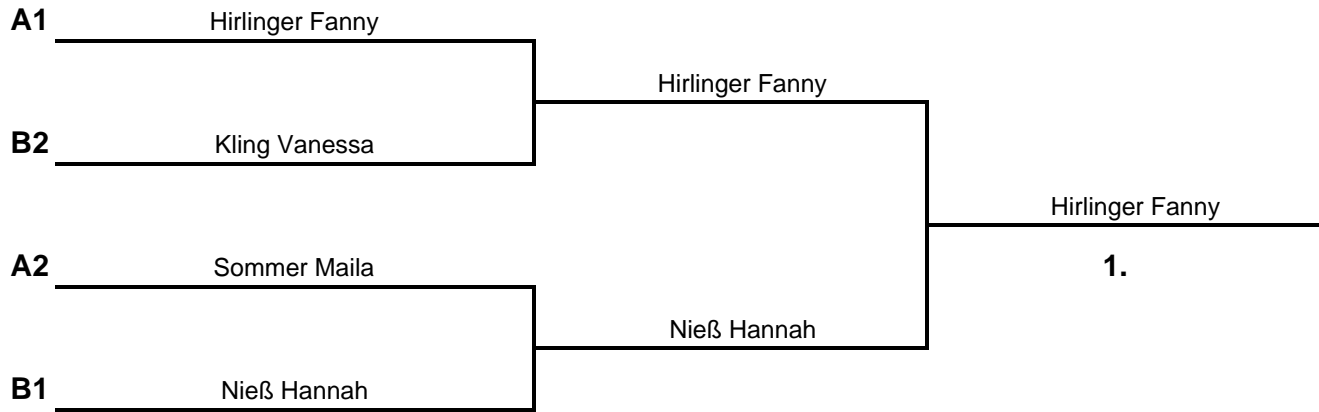 A1 Hirlinger Fanny
Hirlinger Fanny
B2 Kling Vanessa
Hirlinger Fanny
A2 Sommer Maila
1.
Nieß Hannah
B1 Nieß Hannah